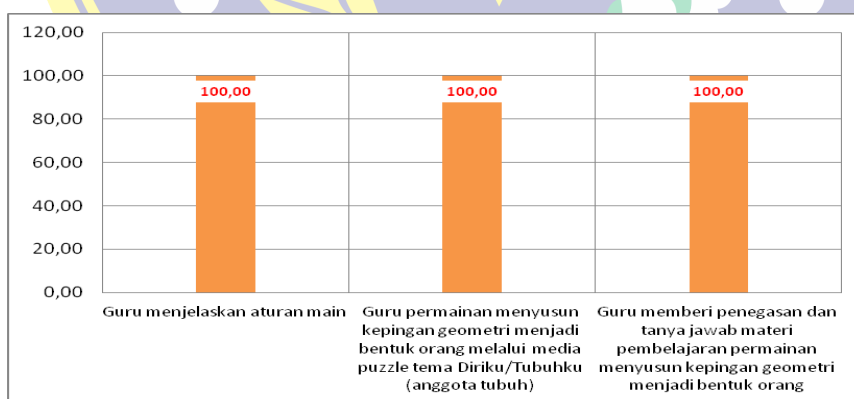 120,00
100,00
80,00
60,00
40,00
20,00
0,00
100,00
100,00
100,00
Guru menjelaskan aturan main
Guru permainan menyusun
kepingan geometri menjadi
bentuk orang melalui media
puzzle tema Diriku/Tubuhku
(anggota tubuh)
Guru memberi penegasan dan
tanya jawab materi
pembelajaran permainan
menyusun kepingan geometri
menjadi bentuk orang